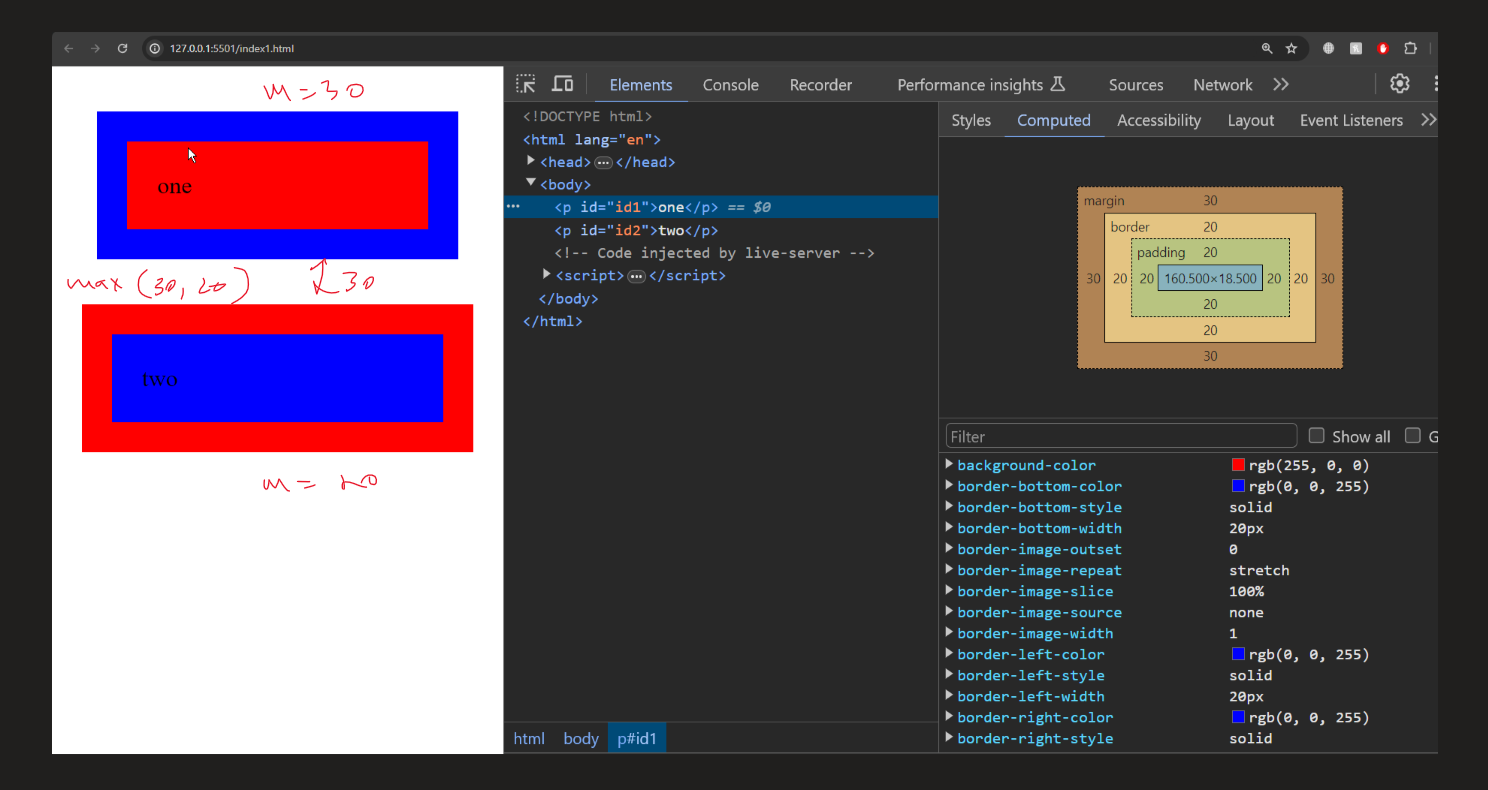 127.0.0.1:5501/index1.html
m = 30
one
max (30, 20) 30
two
m = 20
Elements Console Recorder Performance insights Sources Network
<!DOCTYPE html>
<html lang="en">
<head> … </head>
<body>
… <p id="id1">one</p> == $0
<p id="id2">two</p>
<!-- Code injected by live-server -->
<script> … </script>
</body>
</html>
html body p#id1
Styles Computed Accessibility Layout Event Listeners
margin 30
border 20
padding 20
30 20 20 160.500×18.500 20 20 30
20
20
30
Filter Show all G
background-color rgb(255, 0, 0)
border-bottom-color rgb(0, 0, 255)
border-bottom-style solid
border-bottom-width 20px
border-image-outset 0
border-image-repeat stretch
border-image-slice 100%
border-image-source none
border-image-width 1
border-left-color rgb(0, 0, 255)
border-left-style solid
border-left-width 20px
border-right-color rgb(0, 0, 255)
border-right-style solid